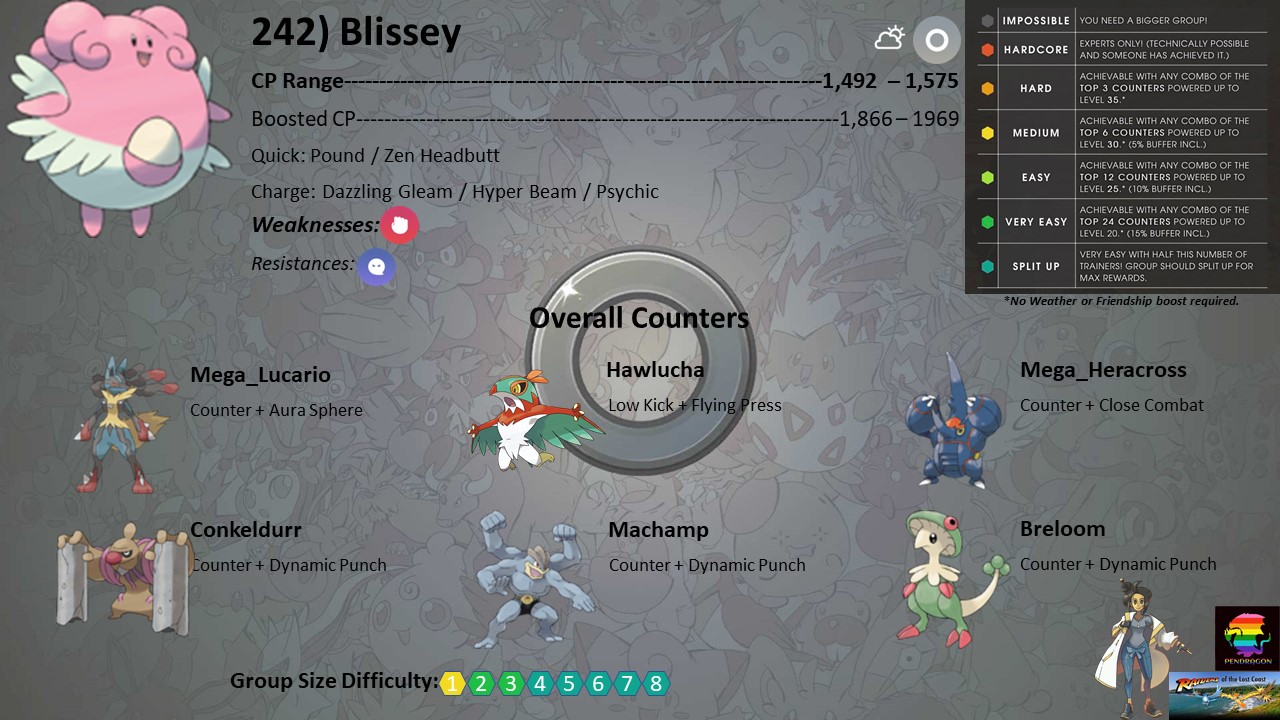 242) Blissey
CP Range--------------------------------------------------------------------------------1,492 – 1,575
Boosted CP--------------------------------------------------------------------------------1,866 – 1969
Quick: Pound / Zen Headbutt
Charge: Dazzling Gleam / Hyper Beam / Psychic
Weaknesses:
Resistances:
IMPOSSIBLE
YOU NEED A BIGGER GROUP!
HARDCORE
EXPERTS ONLY! (TECHNICALLY POSSIBLE
AND SOMEONE HAS ACHIEVED IT.)
HARD
ACHIEVABLE WITH ANY COMBO OF THE
TOP 3 COUNTERS POWERED UP TO
LEVEL 35.*
MEDIUM
ACHIEVABLE WITH ANY COMBO OF THE
TOP 6 COUNTERS POWERED UP TO
LEVEL 30.* (5% BUFFER INCL.)
EASY
ACHIEVABLE WITH ANY COMBO OF THE
TOP 12 COUNTERS POWERED UP TO
LEVEL 25.* (10% BUFFER INCL.)
VERY EASY
ACHIEVABLE WITH ANY COMBO OF THE
TOP 24 COUNTERS POWERED UP TO
LEVEL 20.* (15% BUFFER INCL.)
SPLIT UP
VERY EASY WITH HALF THIS NUMBER OF
TRAINERS! GROUP SHOULD SPLIT UP FOR
MAX REWARDS.
*No Weather or Friendship boost required.
Overall Counters
Mega_Lucario
Counter + Aura Sphere
Hawlucha
Low Kick + Flying Press
Mega_Heracross
Counter + Close Combat
Conkeldurr
Counter + Dynamic Punch
Machamp
Counter + Dynamic Punch
Breloom
Counter + Dynamic Punch
Group Size Difficulty: 1 2 3 4 5 6 7 8
PENDROGON
RAIDERS of the Lost Coast